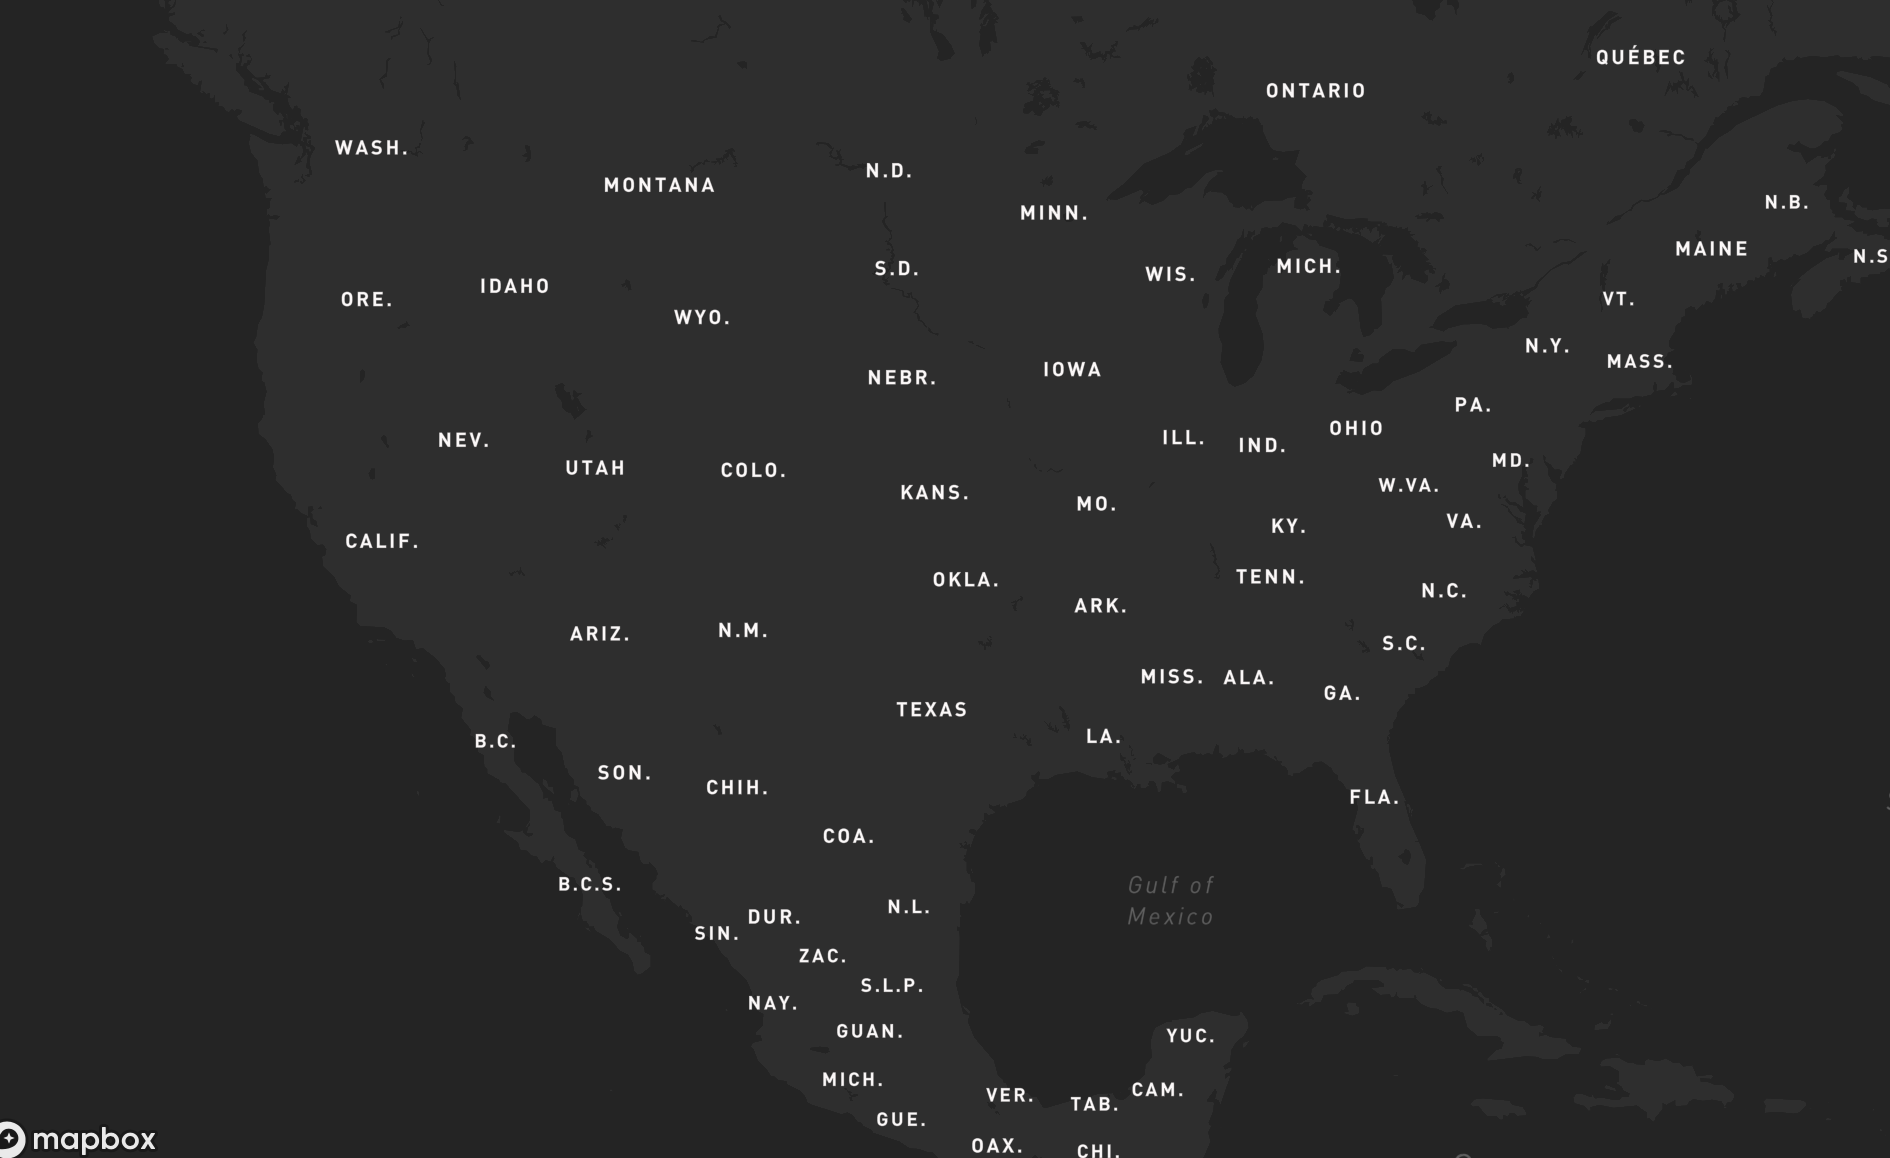 QUÉBEC
ONTARIO
WASH.
N.D.
MONTANA
N.B.
MINN.
MAINE
N.S
MICH.
S.D.
WIS.
IDAHO
VT.
ORE.
WYO.
N.Y.
MASS.
IOWA
NEBR.
PA.
OHIO
ILL.
NEV.
IND.
MD.
UTAH
COLO.
W.VA.
KANS.
MO.
VA.
KY.
CALIF.
TENN.
OKLA.
N.C.
ARK.
N.M.
ARIZ.
S.C.
MISS.
ALA.
GA.
TEXAS
LA.
B.C.
SON.
CHIH.
FLA.
COA.
B.C.S.
Gulf of
Mexico
N.L.
DUR.
SIN.
ZAC.
S.L.P.
NAY.
GUAN.
YUC.
MICH.
CAM.
VER.
TAB.
GUE.
mapbox
OAX.
CHI.